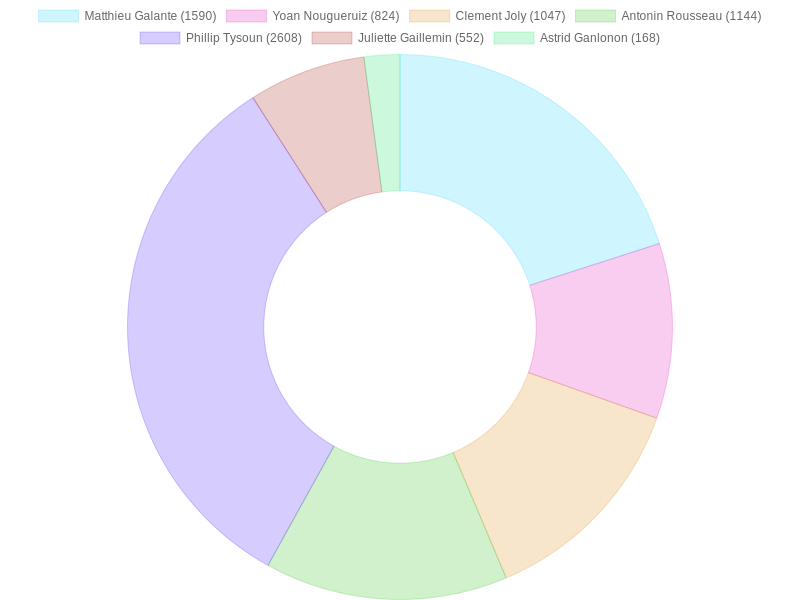 Matthieu Galante (1590) Yoan Nougueruiz (824) Clement Joly (1047) Antonin Rousseau (1144)
Phillip Tysoun (2608) Juliette Gaillemin (552) Astrid Ganlonon (168)